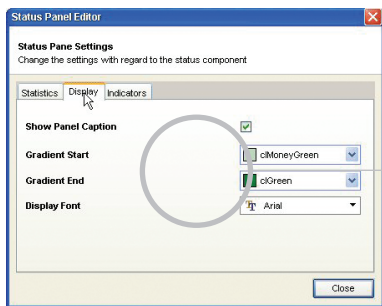 Status Panel Editor
Status Pane Settings
Change the settings with regard to the status component
Statistics Display Indicators
Show Panel Caption
Gradient Start clMoneyGreen
Gradient End clGreen
Display Font Arial
Close